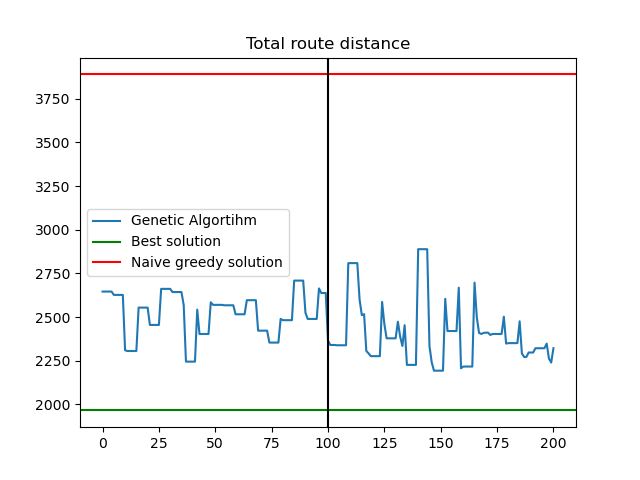 Total route distance
3750
3500
3250
3000
2750
2500
2250
2000
Genetic Algortihm
Best solution
Naive greedy solution
0 25 50 75 100 125 150 175 200